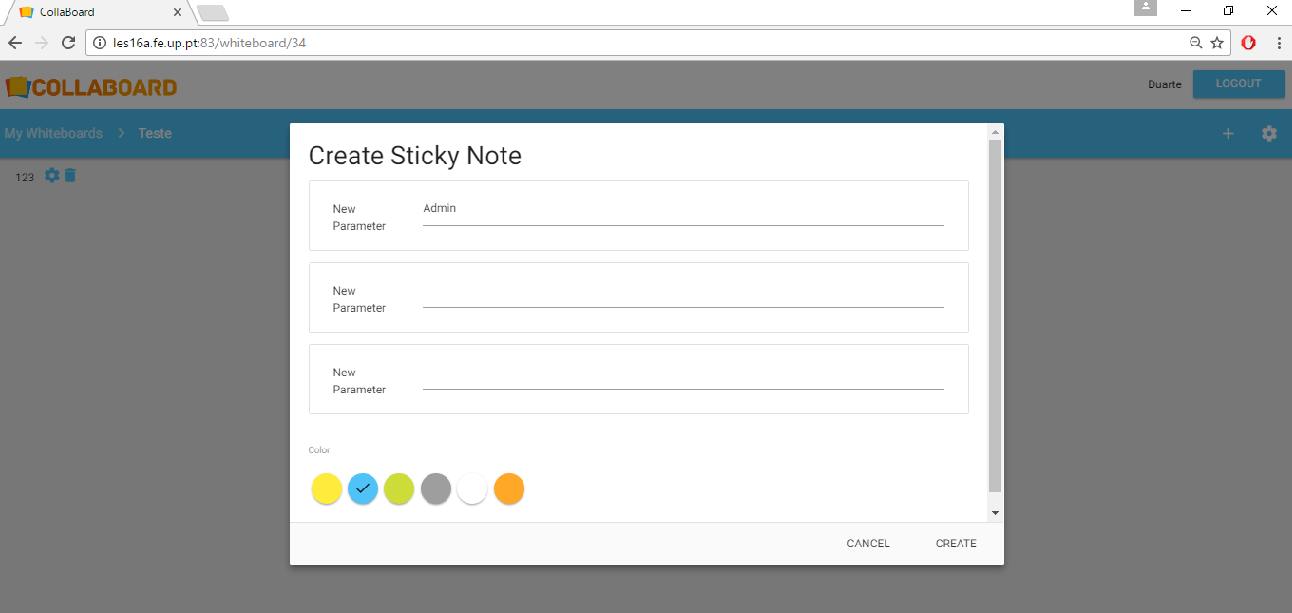 CollaBoard
les16a.fe.up.pt:83/whiteboard/34
COLLABOARD
Duarte
LOGOUT
My Whiteboards > Teste
123
Create Sticky Note
New
Parameter
Admin
New
Parameter
New
Parameter
Color
CANCEL
CREATE